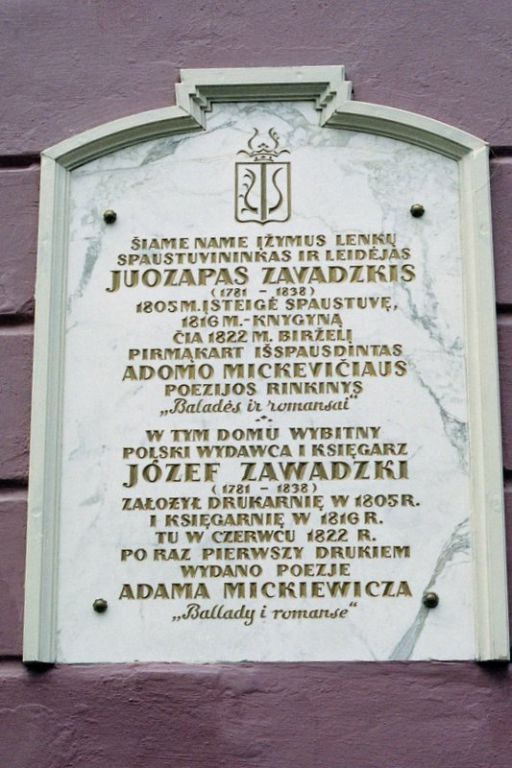 ŠIAME NAME ĮŽYMUS LENKŲ
SPAUSTUVININKAS IR LEIDĖJAS
JUOZAPAS ZAVADZKIS
(1781 – 1838)
1805 M. ĮSTEIGĖ SPAUSTUVĘ,
1816 M.-KNYGYNĄ
ČIA 1822 M. BIRŽELĮ
PIRMĄKART IŠSPAUSDINTAS
ADOMO MICKEVIČIAUS
POEZIJOS RINKINYS
„Baladės ir romansai”
W TYM DOMU WYBITNY
POLSKI WYDAWCA I KSIĘGARZ
JÓZEF ZAWADZKI
(1781 – 1838)
ZAŁOŻYŁ DRUKARNIĘ W 1805 R.
I KSIĘGARNIĘ W 1816 R.
TU W CZERWCU 1822 R.
PO RAZ PIERWSZY DRUKIEM
WYDANO POEZJE
ADAMA MICKIEWICZA
„Ballady i romanse”